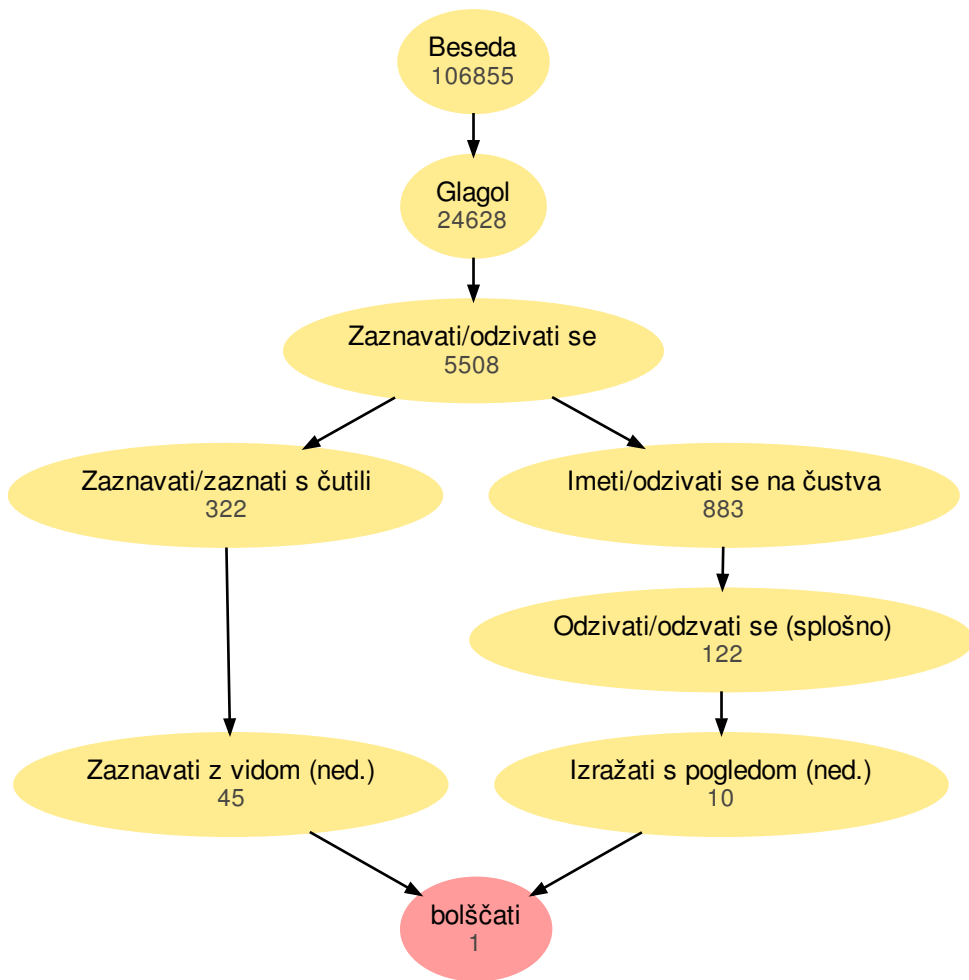 Beseda
106855
Glagol
24628
Zaznavati/odzivati se
5508
Zaznavati/zaznati s čutili
322
Imeti/odzivati se na čustva
883
Odzivati/odzvati se (splošno)
122
Zaznavati z vidom (ned.)
45
Izražati s pogledom (ned.)
10
bolščati
1